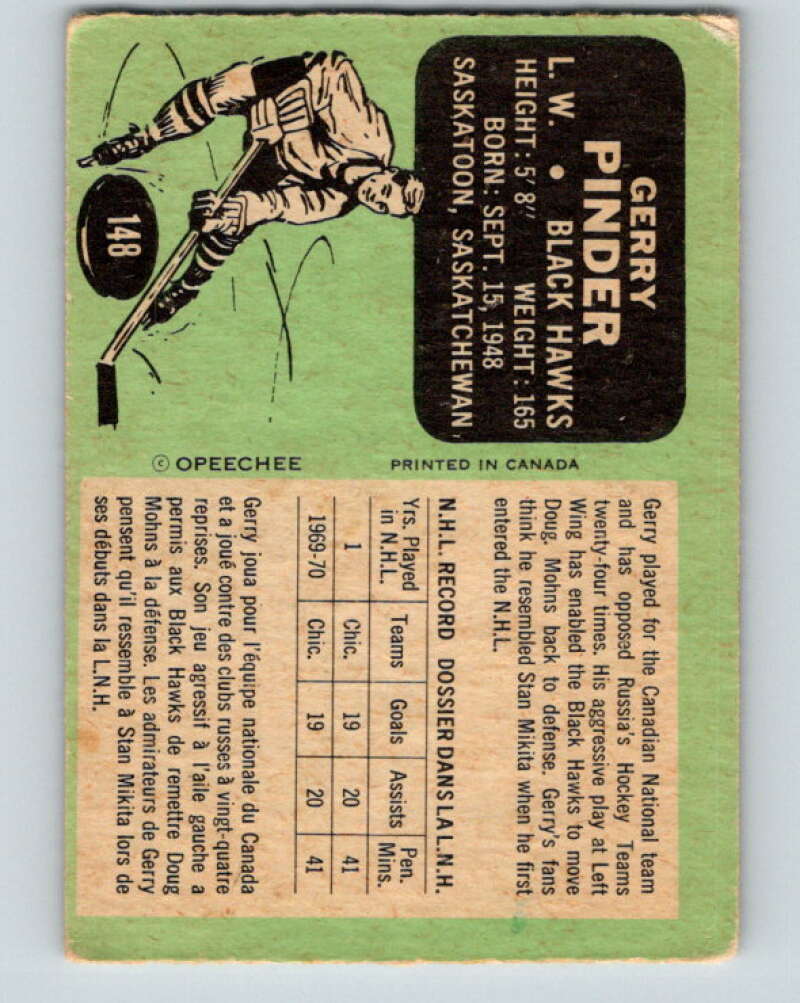 GERRY
PINDER
L. W. • BLACK HAWKS
HEIGHT: 5'8" WEIGHT: 165
BORN: SEPT. 15, 1948
SASKATOON, SASKATCHEWAN,
148
© OPEECHEE
PRINTED IN CANADA
Gerry played for the Canadian National team
and has opposed Russia's Hockey Teams
twenty-four times. His aggressive play at Left
Wing has enabled the Black Hawks to move
Doug. Mohns back to defense. Gerry's fans
think he resembled Stan Mikita when he first
entered the N.H.L.
N.H.L. RECORD DOSSIER DANS LA L.N.H.
Yrs. Played in N.H.L. Teams Goals Assists Pen. Mins.
1 Chic. 19 20 41
1969-70 Chic. 19 20 41
Gerry joua pour l'équipe nationale du Canada
et a joué contre des clubs russes à vingt-quatre
reprises. Son jeu agressif à l'aile gauche a
permis aux Black Hawks de remettre Doug
Mohns à la défense. Les admirateurs de Gerry
pensent qu'il ressemble à Stan Mikita lors de
ses débuts dans la L.N.H.